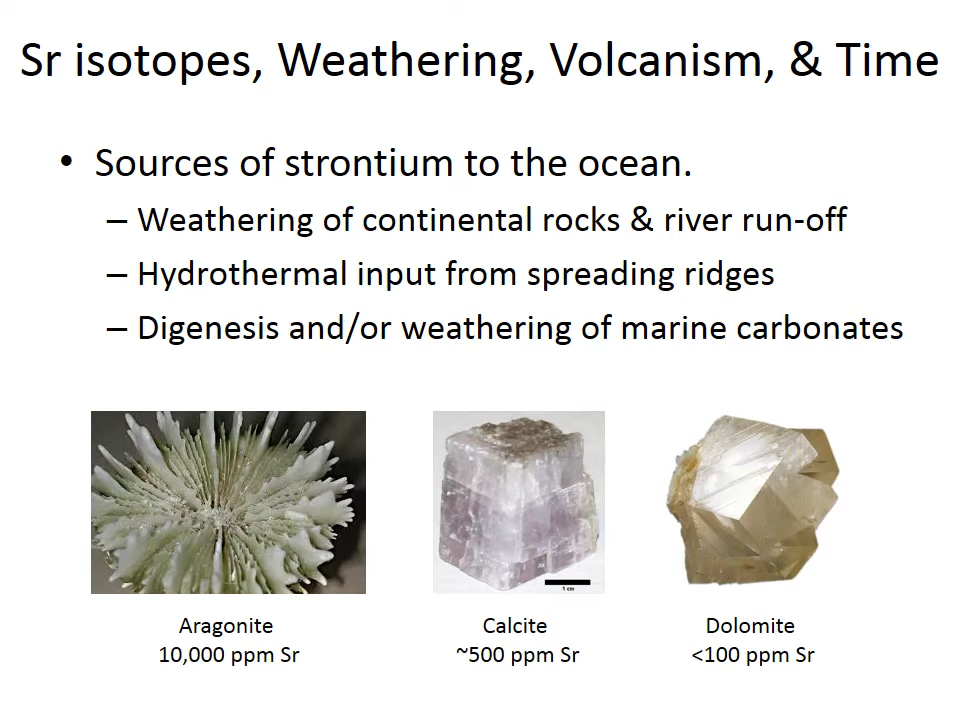 Sr isotopes, Weathering, Volcanism, & Time
• Sources of strontium to the ocean.
– Weathering of continental rocks & river run-off
– Hydrothermal input from spreading ridges
– Digenesis and/or weathering of marine carbonates
1 cm
Aragonite
10,000 ppm Sr
Calcite
~500 ppm Sr
Dolomite
<100 ppm Sr